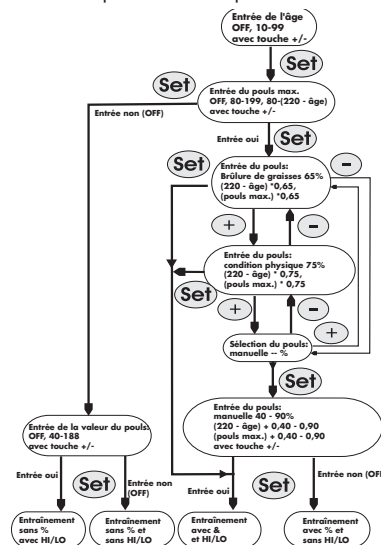 Entrée de l'âge
OFF, 10-99
avec touche +/-
Set
Set
Entrée du pouls max.
OFF, 80-199, 80-(220 - âge)
avec touche +/-
Entrée non (OFF)
Entrée oui
Set
Set
Entrée du pouls:
Brûlure de graisses 65%
(220 - âge) *0,65,
(pouls max.) *0,65
-
+
-
Entrée du pouls:
condition physique 75%
(220 - âge) * 0,75,
(pouls max.) * 0,75
Set
+
-
+
Sélection du pouls:
manuelle -- %
Set
Entrée du pouls:
manuelle 40 - 90%
(220 - âge) + 0,40 - 0,90
(pouls max.) + 0,40 - 0,90
avec touche +/-
Entrée de la valeur du pouls:
OFF, 40-188
avec touche +/-
Entrée oui
Set
Entrée non
(OFF)
Entrée oui
Set
Entrée non (OFF
Entraînement
sans %
avec HI/LO
Entraînement
sans % et
sans HI/LO
Entraînement
avec &
et HI/LO
Entraînement
avec % et
sans HI/LO